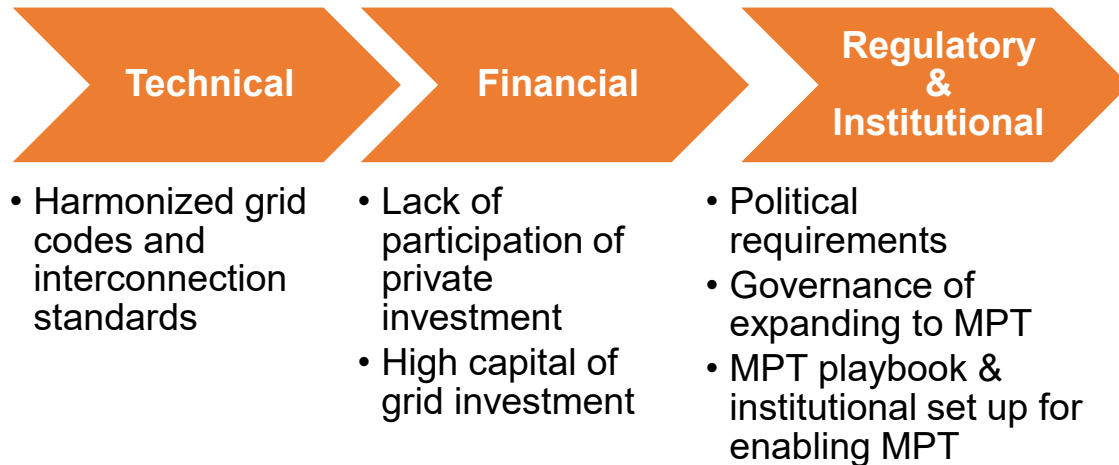 Technical
• Harmonized grid
codes and
interconnection
standards
Financial
• Lack of
participation of
private
investment
• High capital of
grid investment
Regulatory
&
Institutional
• Political
requirements
• Governance of
expanding to MPT
• MPT playbook &
institutional set up for
enabling MPT